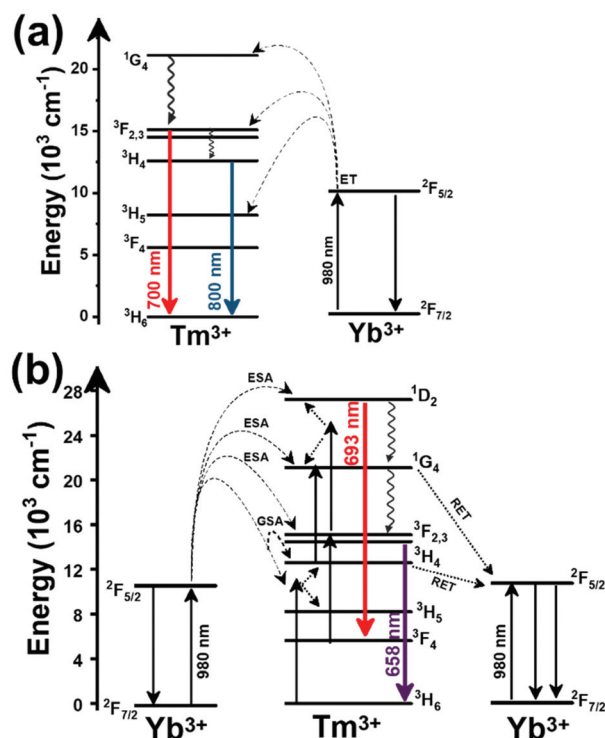 (a)
Energy (10³ cm⁻¹)
20
15
10
5
0
¹G₄
³F₂,₃
³H₄
³H₅
³F₄
³H₆
700 nm
800 nm
Tm³⁺
ET
980 nm
²F₅/₂
²F₇/₂
Yb³⁺
(b)
Energy (10³ cm⁻¹)
28
24
20
16
12
8
4
0
²F₅/₂
²F₇/₂
980 nm
Yb³⁺
ESA
ESA
ESA
GSA
¹D₂
¹G₄
³F₂,₃
³H₄
³H₅
³F₄
³H₆
693 nm
658 nm
Tm³⁺
RET
RET
980 nm
²F₅/₂
²F₇/₂
Yb³⁺